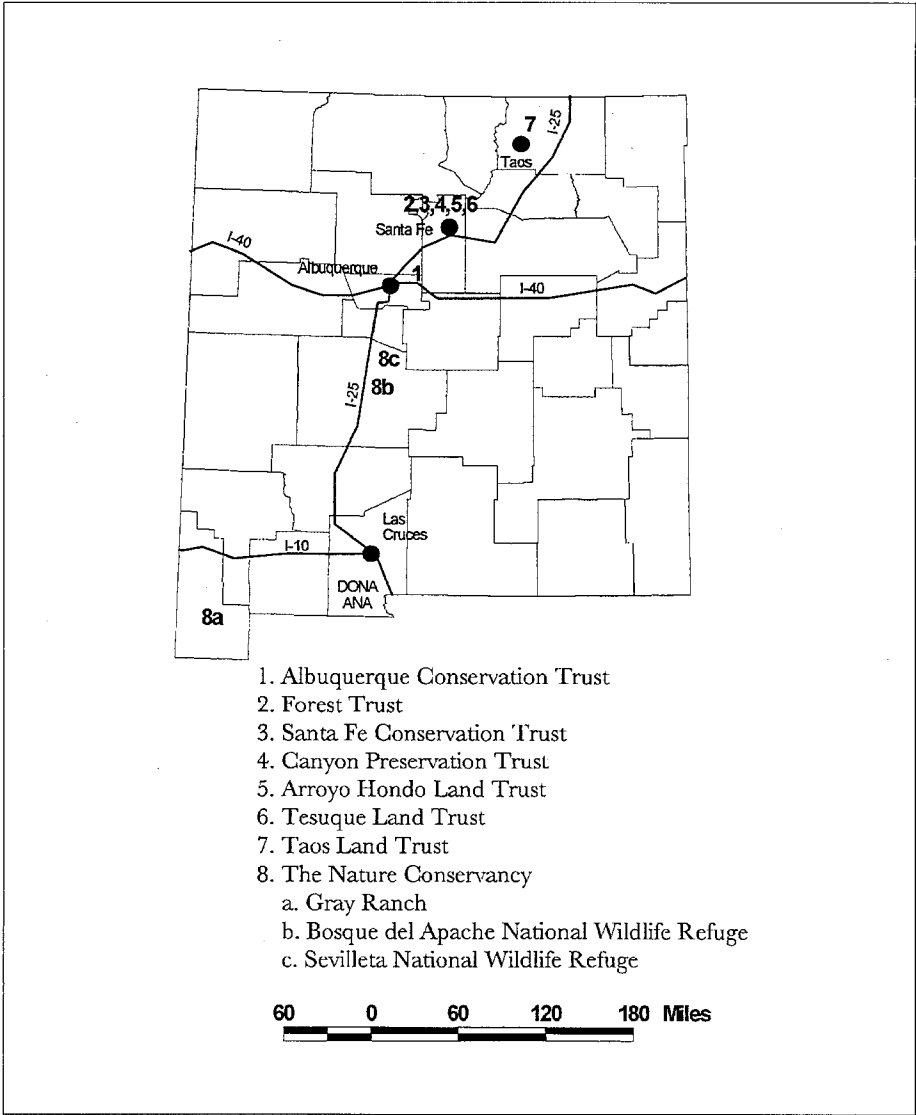 7
I-25
Taos
2,3,4,5,6
Santa Fe
I-40
Albuquerque
1
I-40
8c
8b
I-25
Las
Cruces
I-10
DONA
ANA
8a
1. Albuquerque Conservation Trust
2. Forest Trust
3. Santa Fe Conservation Trust
4. Canyon Preservation Trust
5. Arroyo Hondo Land Trust
6. Tesuque Land Trust
7. Taos Land Trust
8. The Nature Conservancy
a. Gray Ranch
b. Bosque del Apache National Wildlife Refuge
c. Sevilleta National Wildlife Refuge
60 0 60 120 180 Miles